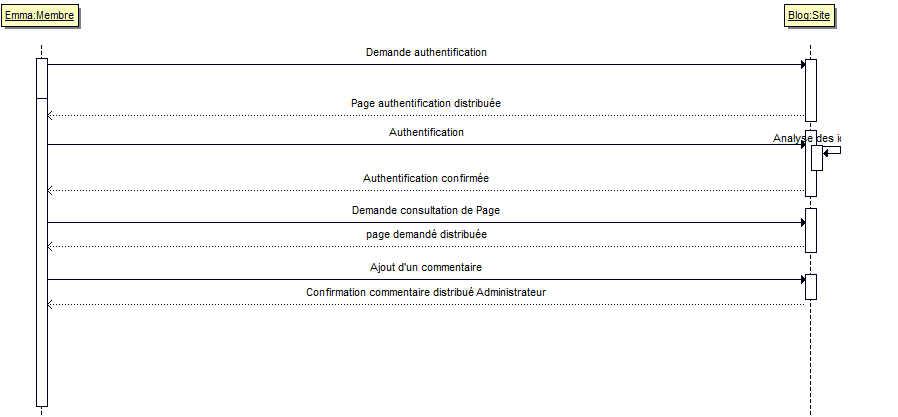 Emma:Membre
Blog:Site
Demande authentification
Page authentification distribuée
Authentification
Analyse des
Authentification confirmée
Demande consultation de Page
page demandé distribuée
Ajout d'un commentaire
Confirmation commentaire distribué Administrateur